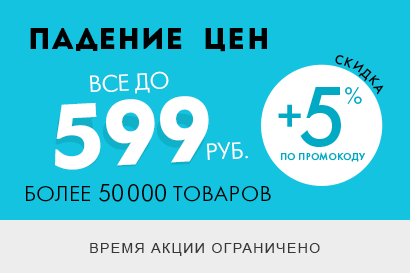 ПАДЕНИЕ ЦЕН
ВСЕ ДО
599 РУБ.
БОЛЕЕ 50 000 ТОВАРОВ
СКИДКА
+5%
ПО ПРОМОКОДУ
ВРЕМЯ АКЦИИ ОГРАНИЧЕНО